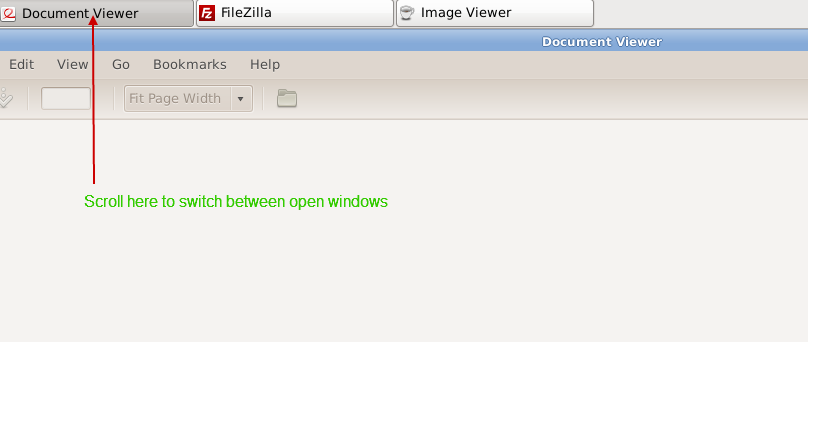 Document Viewer FileZilla Image Viewer
Document Viewer
Edit View Go Bookmarks Help
Fit Page Width
Scroll here to switch between open windows